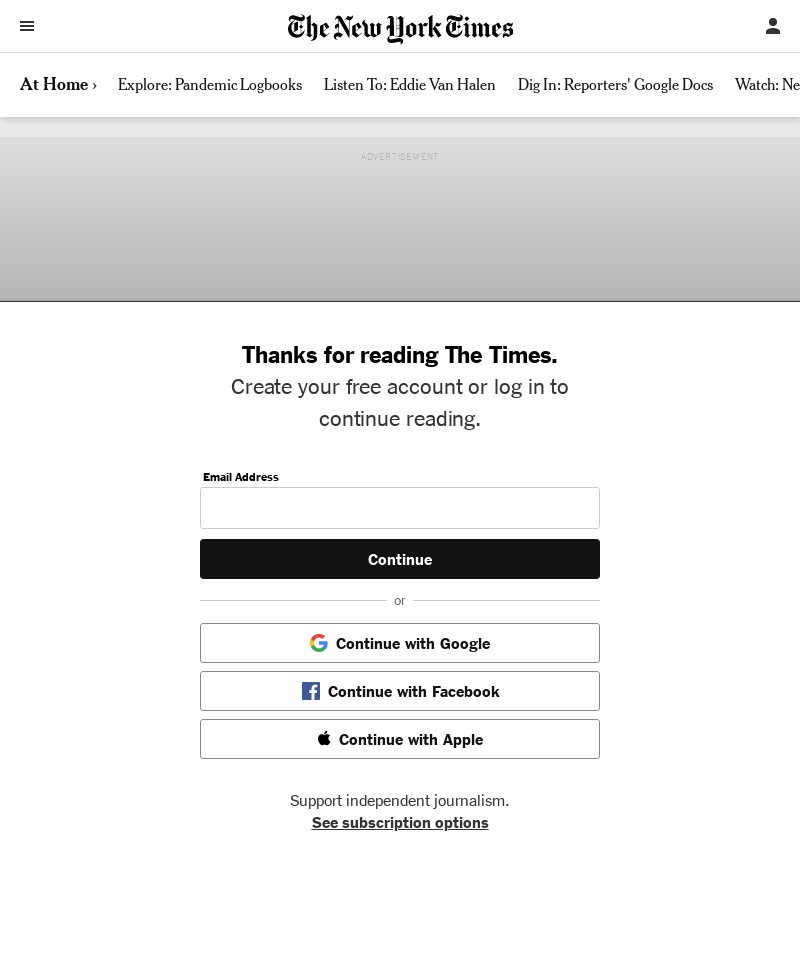 The New York Times
At Home ›
Explore: Pandemic Logbooks
Listen To: Eddie Van Halen
Dig In: Reporters' Google Docs
Watch: Ne
ADVERTISEMENT
Thanks for reading The Times.
Create your free account or log in to
continue reading.
Email Address
Continue
or
Continue with Google
Continue with Facebook
Continue with Apple
Support independent journalism.
See subscription options